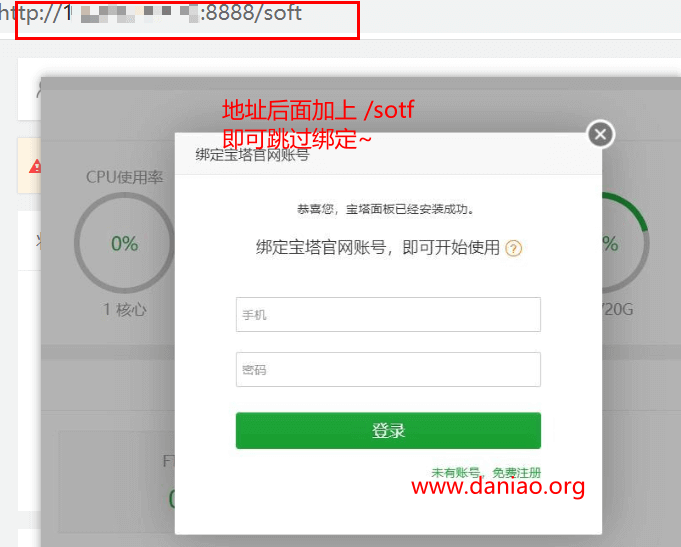 http://1 :8888/soft
地址后面加上 /sotf
即可跳过绑定~
绑定宝塔官网账号
CPU使用率
恭喜您，宝塔面板已经安装成功。
绑定宝塔官网账号，即可开始使用 ?
0%
%
1 核心
/20G
手机
密码
登录
未有账号，免费注册
www.daniao.org